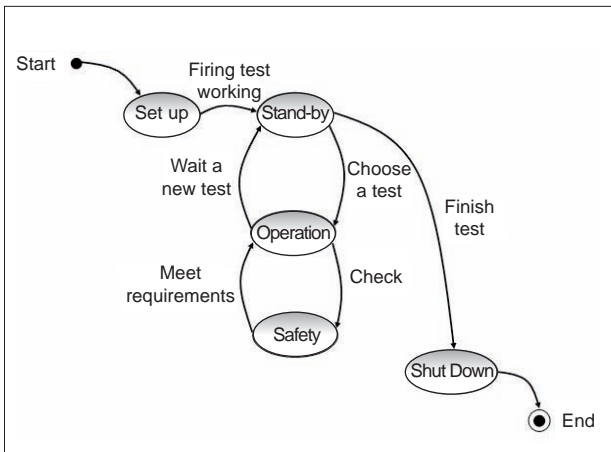 Start
Firing test
working
Set up
Stand-by
Wait a
new test
Choose
a test
Finish
test
Operation
Meet
requirements
Check
Safety
Shut Down
End